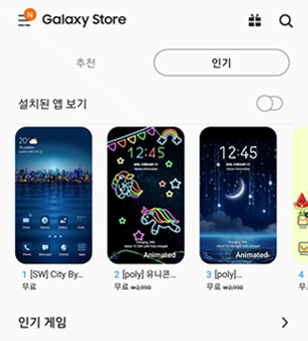 N
Galaxy Store
추천
인기
설치된 앱 보기
20°
12:45
12:45
Animated
Animated
1 [SW] City By...
무료
2 [poly] 유니콘...
무료 ₩2,990
3 [poly]...
무료 ₩2,990
4
무료
인기 게임